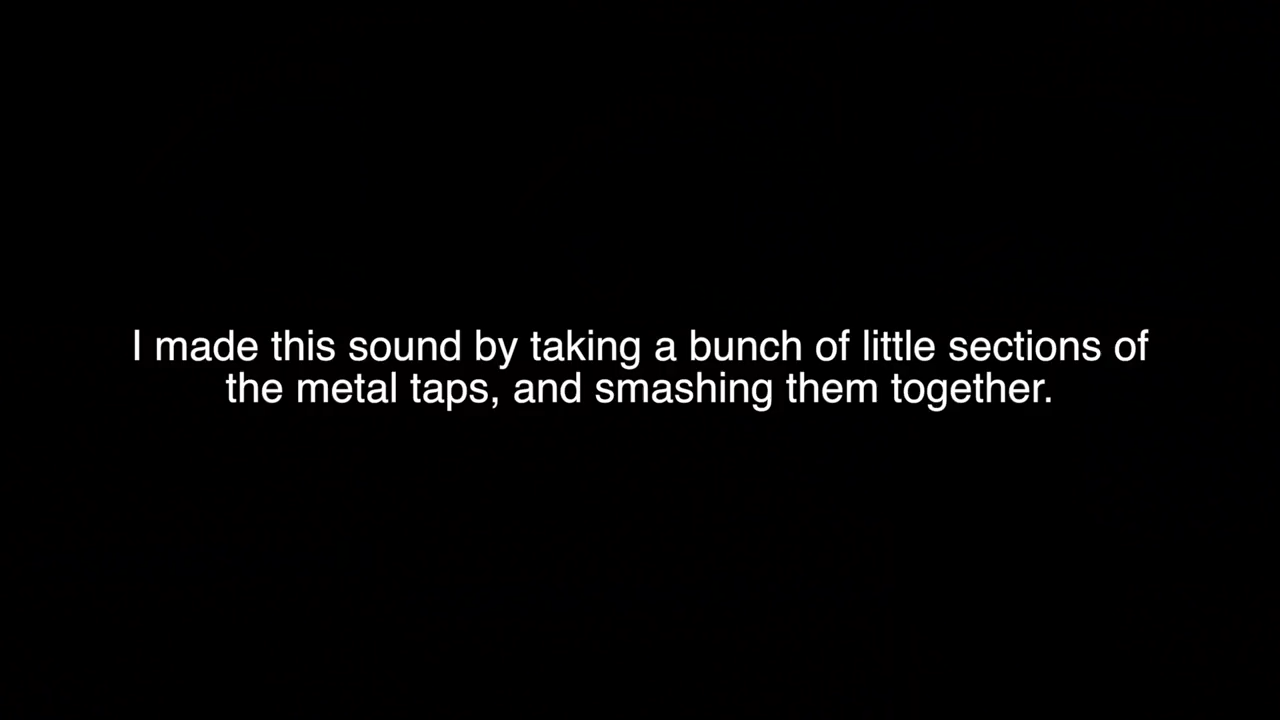 I made this sound by taking a bunch of little sections of
the metal taps, and smashing them together.